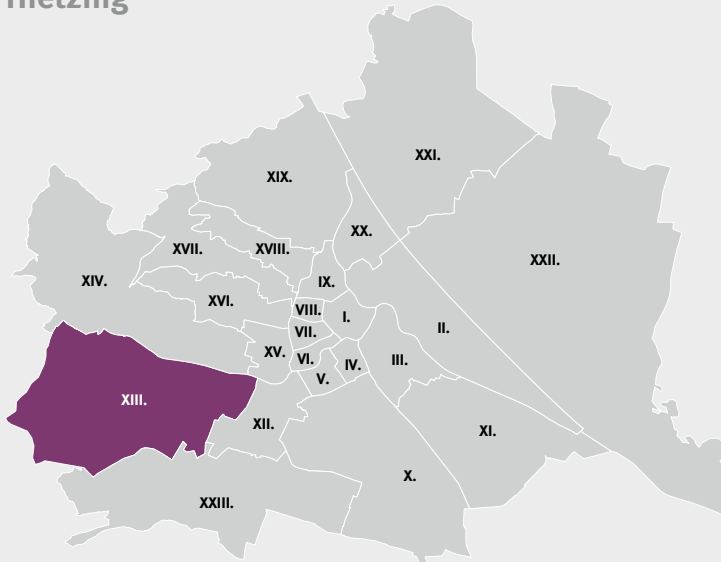 Hietzing
XXI.
XIX.
XX.
XVII.
XVIII.
XXII.
XIV.
IX.
XVI.
VIII.
I.
II.
VII.
XV.
VI.
IV.
III.
V.
XIII.
XII.
XI.
X.
XXIII.